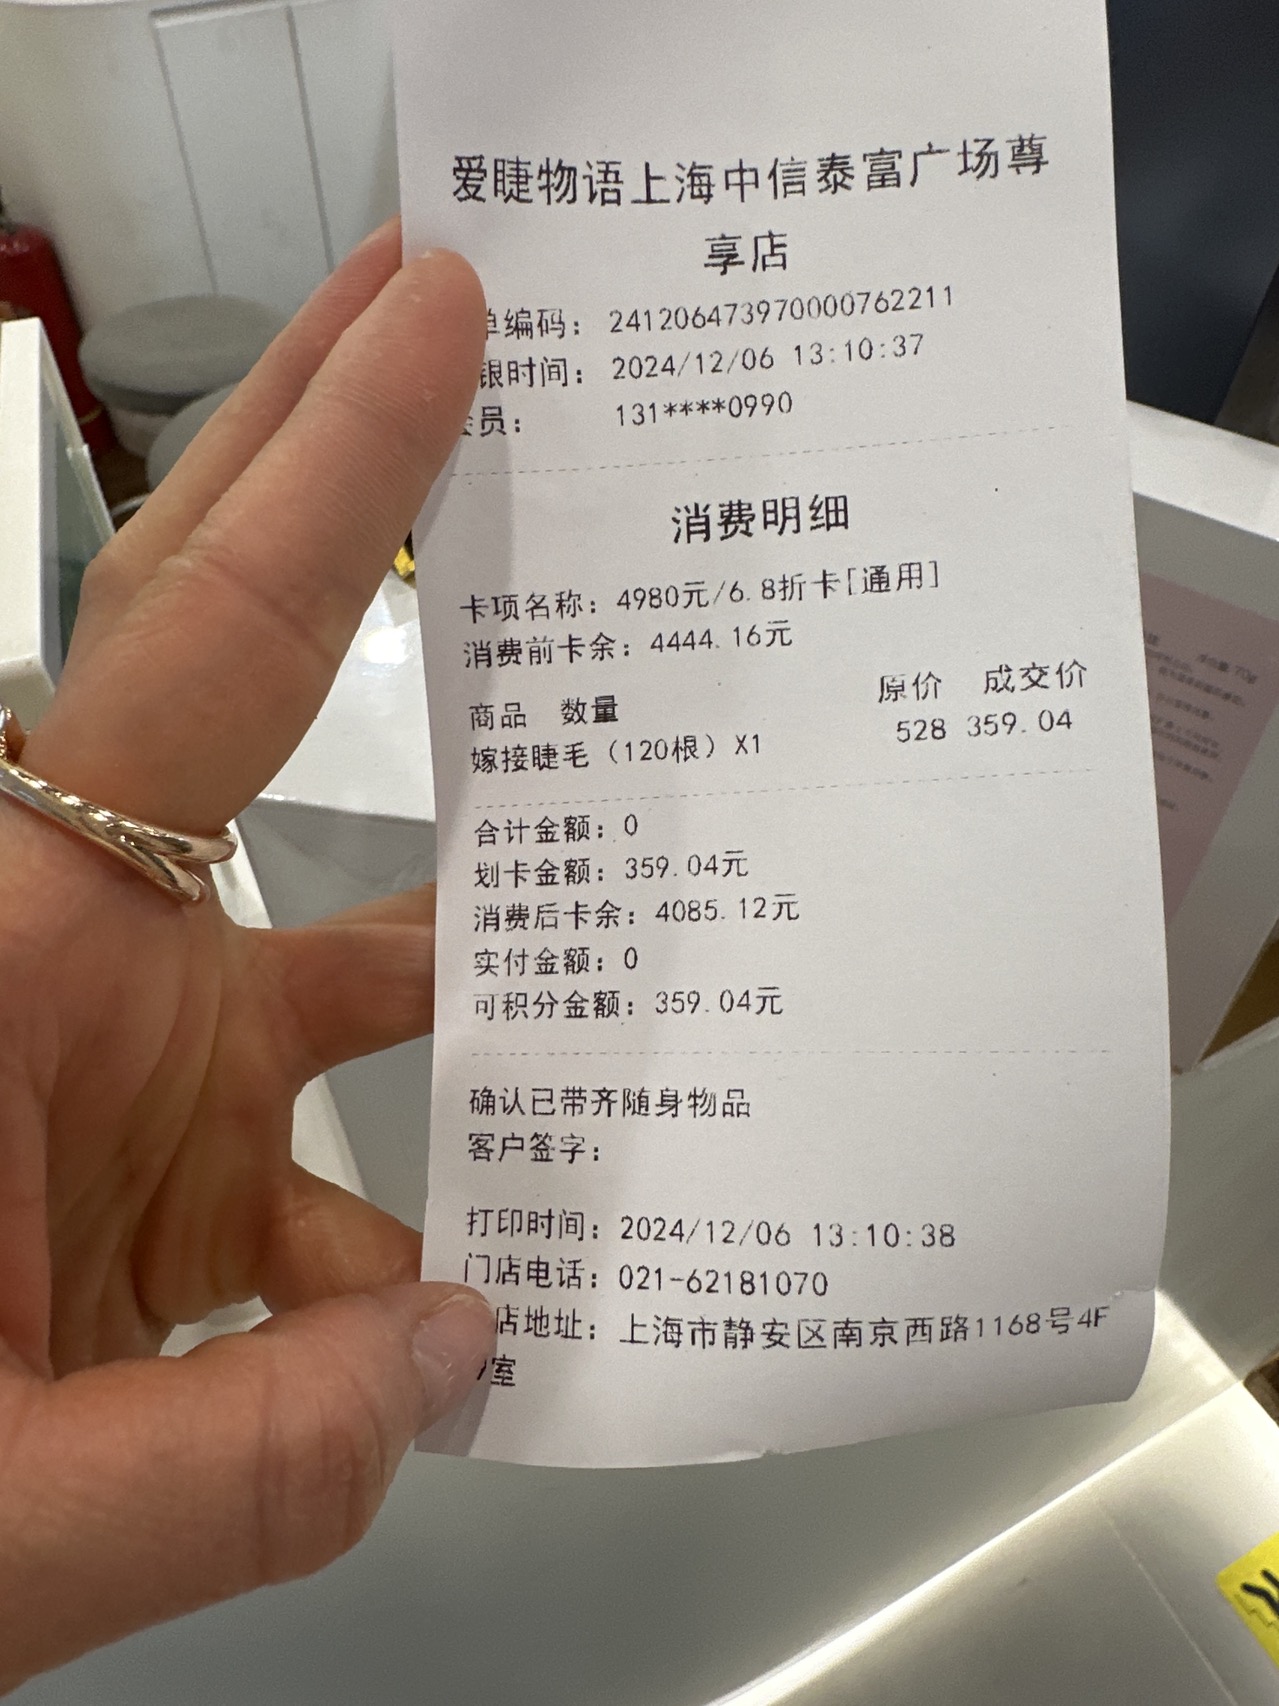 爱睫物语上海中信泰富广场尊
享店
单编码：241206473970000762211
银时间：2024/12/06 13:10:37
员：131****0990
消费明细
卡项名称：4980元/6.8折卡[通用]
消费前卡余：4444.16元
商品 数量 原价 成交价
嫁接睫毛（120根）X1 528 359.04
合计金额：0
划卡金额：359.04元
消费后卡余：4085.12元
实付金额：0
可积分金额：359.04元
确认已带齐随身物品
客户签字：
打印时间：2024/12/06 13:10:38
门店电话：021-62181070
店地址：上海市静安区南京西路1168号4F
室